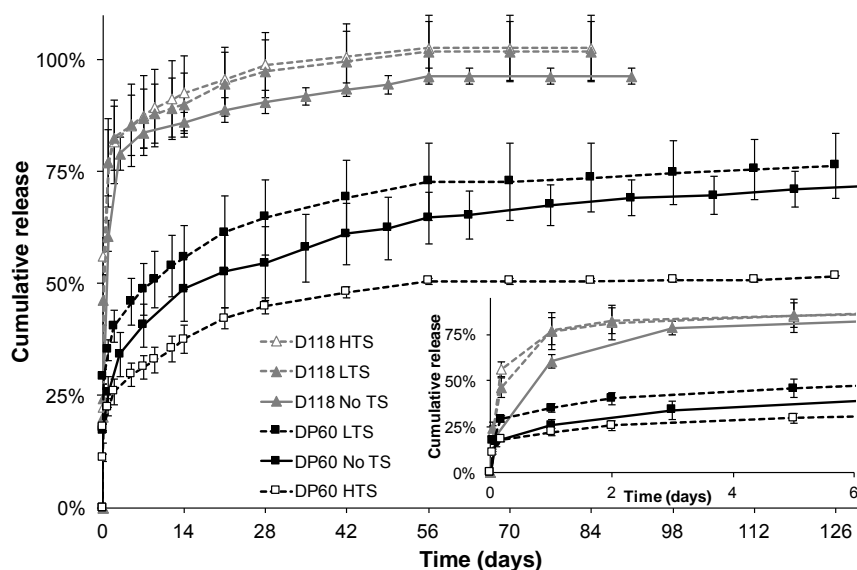 100%
75%
50%
25%
0%
Cumulative release
D118 HTS
D118 LTS
D118 No TS
DP60 LTS
DP60 No TS
DP60 HTS
75%
50%
25%
0%
Cumulative release
0 2 4 6
Time (days)
0 14 28 42 56 70 84 98 112 126
Time (days)